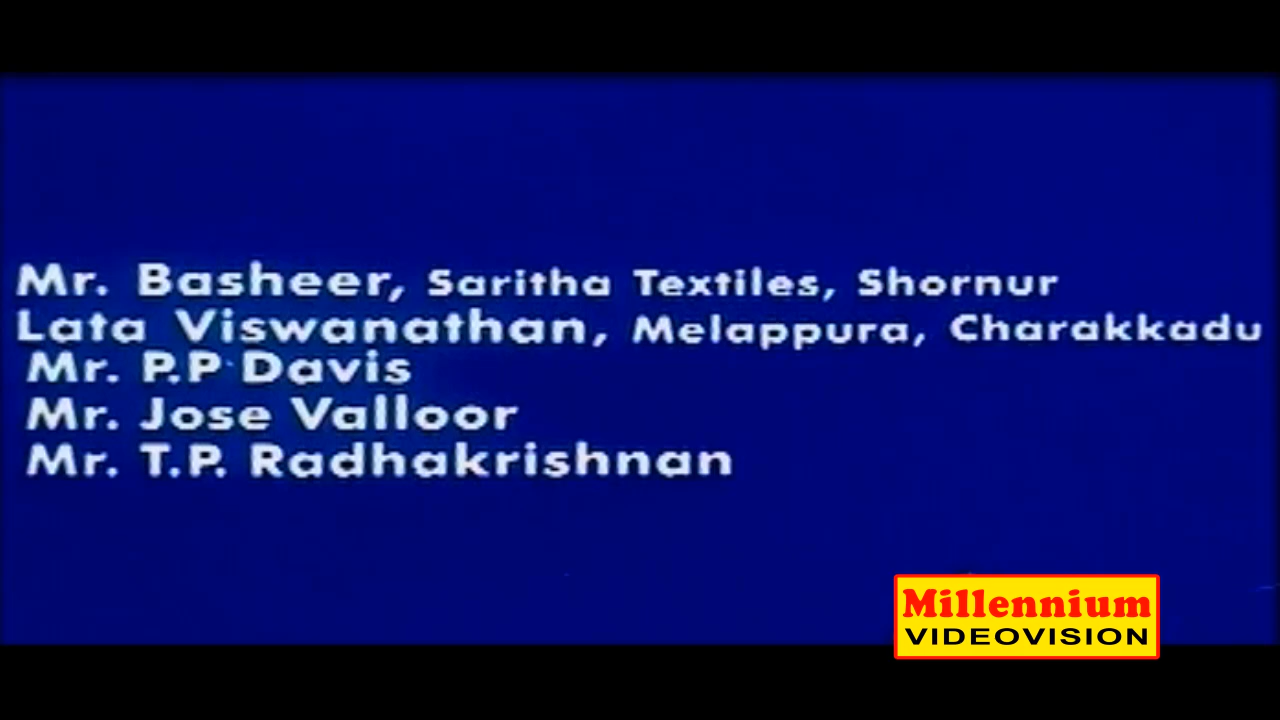 Mr. Basheer, Saritha Textiles, Shornur
Lata Viswanathan, Melappura, Charakkadu
Mr. P.P Davis
Mr. Jose Valloor
Mr. T.P. Radhakrishnan
Millennium
VIDEOVISION